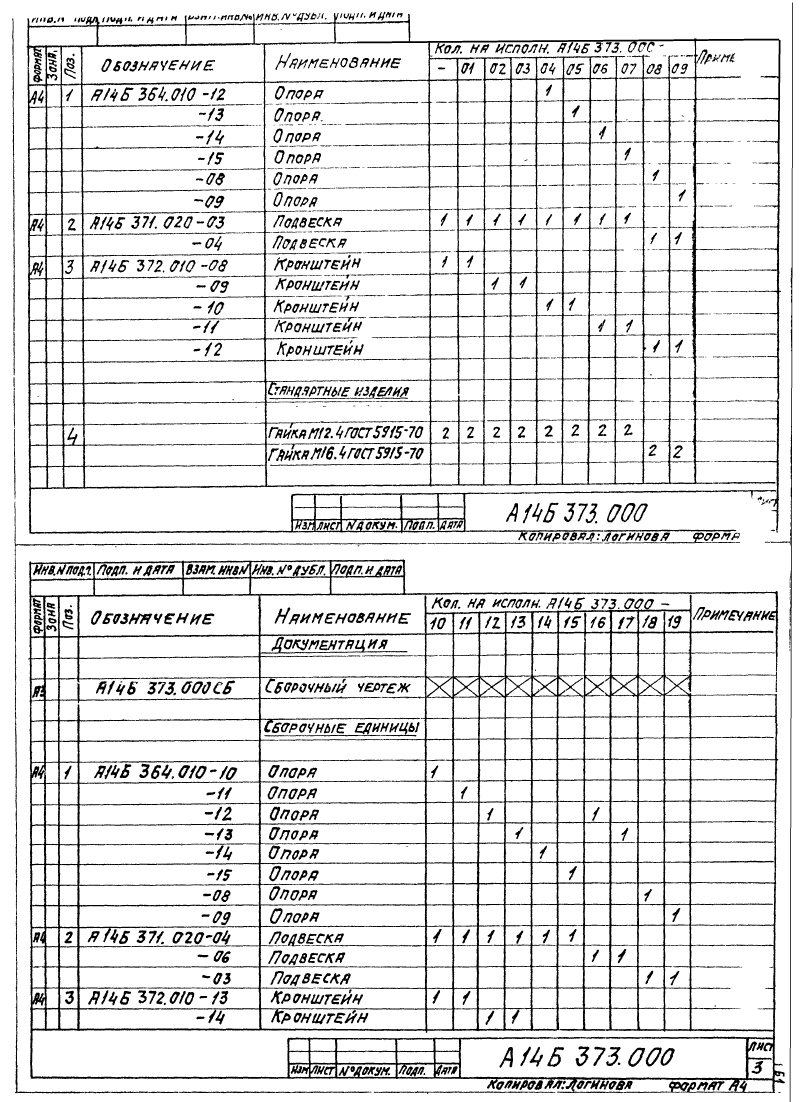 ИНВ.№ ПОДЛ. ПОДП. И ДАТА ВЗАМ.ИНВ№ ИНВ.№ДУБЛ. ПОДП. И ДАТА
ФОРМАТ ЗОНА Поз. ОБОЗНАЧЕНИЕ НАИМЕНОВАНИЕ КОЛ. НА ИСПОЛН. А14Б 373.000-
- 01 02 03 04 05 06 07 08 09
А4 1 А14Б 364.010-12 ОПОРА 1
-13 ОПОРА 1
-14 ОПОРА 1
-15 ОПОРА 1
-08 ОПОРА 1
-09 ОПОРА 1
А4 2 А14Б 371.020-03 ПОДВЕСКА 1 1 1 1 1 1 1 1
-04 ПОДВЕСКА 1 1
А4 3 А14Б 372.010-08 КРОНШТЕЙН 1 1
-09 КРОНШТЕЙН 1 1
-10 КРОНШТЕЙН 1 1
-11 КРОНШТЕЙН 1 1
-12 КРОНШТЕЙН 1 1
СТАНДАРТНЫЕ ИЗДЕЛИЯ
4 ГАЙКА М12.4 ГОСТ 5915-70 2 2 2 2 2 2 2 2
ГАЙКА М16.4 ГОСТ 5915-70 2 2
А14Б 373.000
ИЗМ ЛИСТ № ДОКУМ. ПОДП. ДАТА
КОПИРОВАЛ: ЛОГИНОВА ФОРМА
ИНВ.№ПОДЛ. ПОДП. И ДАТА ВЗАМ. ИНВ№ ИНВ.№ДУБЛ. ПОДП. И ДАТА
ФОРМАТ ЗОНА Поз. ОБОЗНАЧЕНИЕ НАИМЕНОВАНИЕ КОЛ. НА ИСПОЛН. А14Б 373.000- ПРИМЕЧАНИЕ
10 11 12 13 14 15 16 17 18 19
ДОКУМЕНТАЦИЯ
А3 А14Б 373.000СБ СБОРОЧНЫЙ ЧЕРТЕЖ
СБОРОЧНЫЕ ЕДИНИЦЫ
А4 1 А14Б 364.010-10 ОПОРА 1
-11 ОПОРА 1
-12 ОПОРА 1 1
-13 ОПОРА 1 1
-14 ОПОРА 1
-15 ОПОРА 1
-08 ОПОРА 1
-09 ОПОРА 1
А4 2 А14Б 371.020-04 ПОДВЕСКА 1 1 1 1 1 1
-06 ПОДВЕСКА 1 1
-03 ПОДВЕСКА 1 1
А4 3 А14Б 372.010-13 КРОНШТЕЙН 1 1
-14 КРОНШТЕЙН 1 1
А14Б 373.000 ЛИСТ
3
ИЗМ ЛИСТ №ДОКУМ. ПОДП. ДАТА
КОПИРОВАЛ: ЛОГИНОВА ФОРМАТ А4